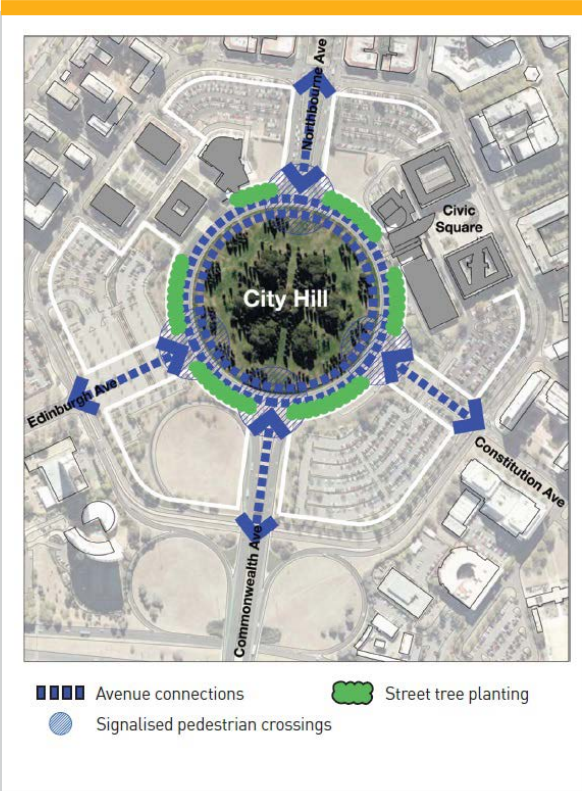 Northbourne Ave
Civic
Square
City Hill
Edinburgh Ave
Constitution Ave
Commonwealth Ave
Avenue connections
Street tree planting
Signalised pedestrian crossings